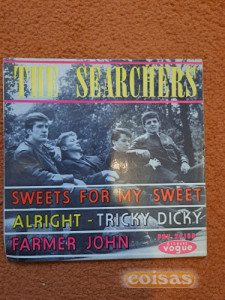 THE SEARCHERS
SWEETS FOR MY SWEET
ALRIGHT - TRICKY DICKY
FARMER JOHN
vogue
coisas